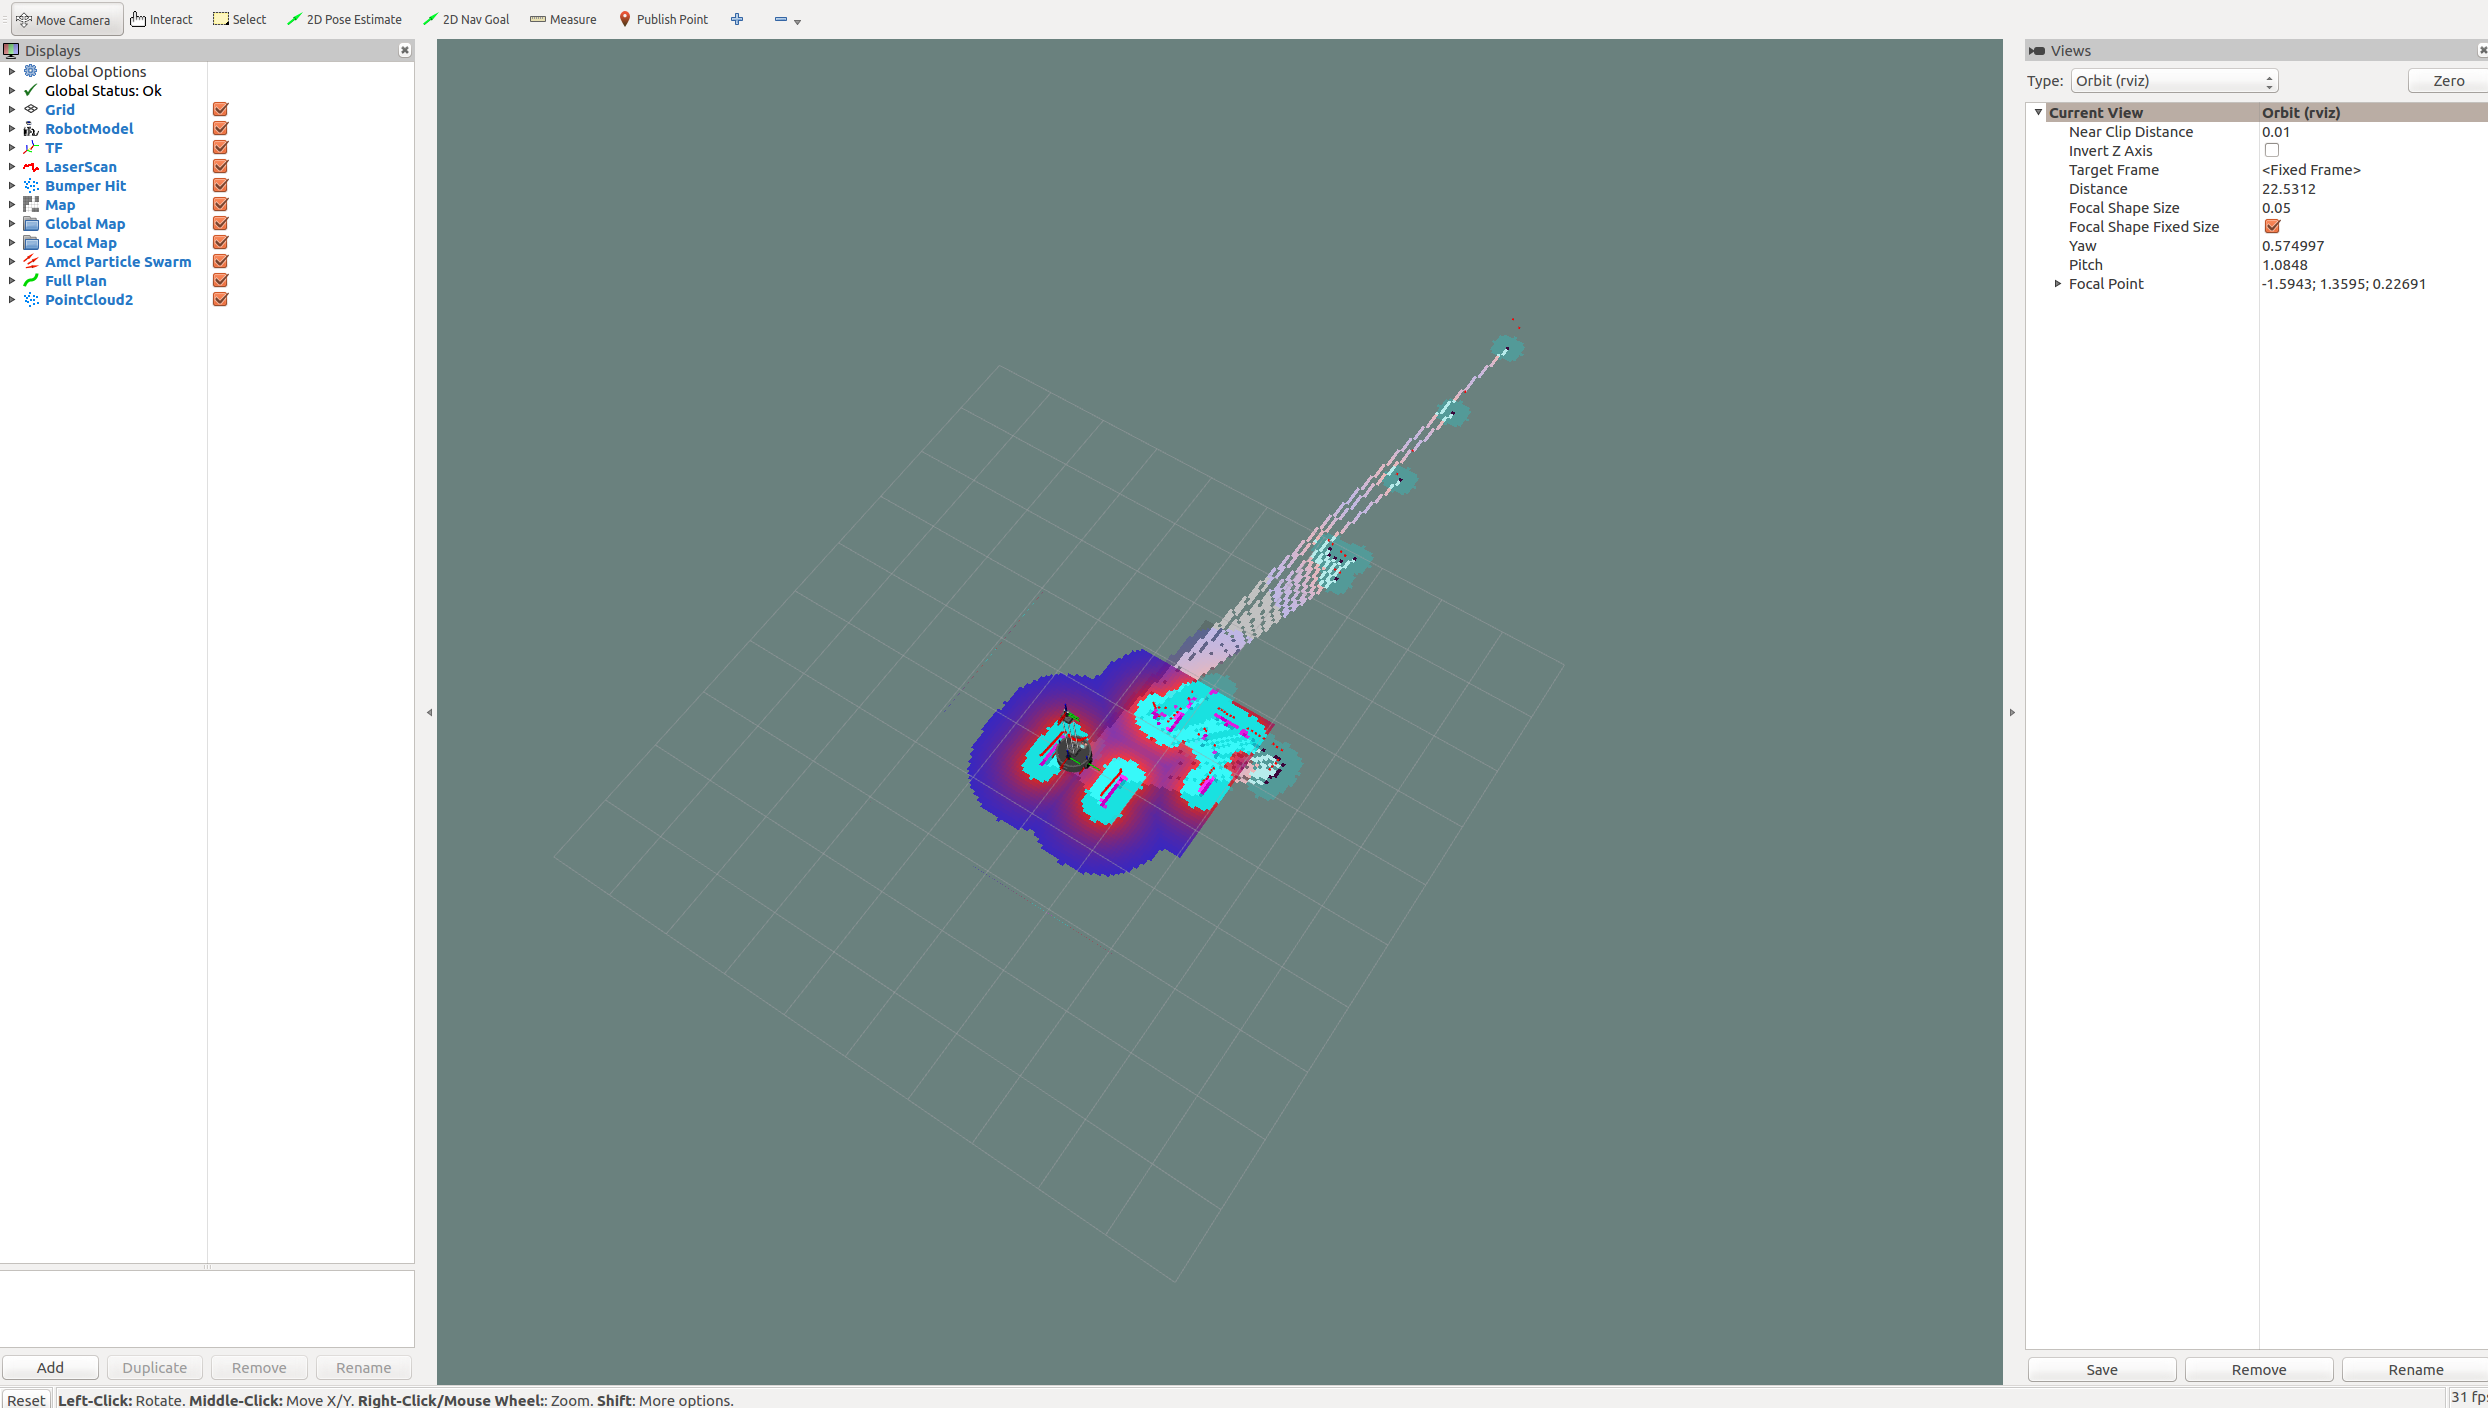 Move Camera Interact Select 2D Pose Estimate 2D Nav Goal Measure Publish Point
Displays
Global Options
Global Status: Ok
Grid
RobotModel
TF
LaserScan
Bumper Hit
Map
Global Map
Local Map
Amcl Particle Swarm
Full Plan
PointCloud2
Add Duplicate Remove Rename
Views
Type: Orbit (rviz) Zero
Current View Orbit (rviz)
Near Clip Distance 0.01
Invert Z Axis
Target Frame <Fixed Frame>
Distance 22.5312
Focal Shape Size 0.05
Focal Shape Fixed Size
Yaw 0.574997
Pitch 1.0848
Focal Point -1.5943; 1.3595; 0.22691
Save Remove Rename
Reset Left-Click: Rotate. Middle-Click: Move X/Y. Right-Click/Mouse Wheel:: Zoom. Shift: More options. 31 fp